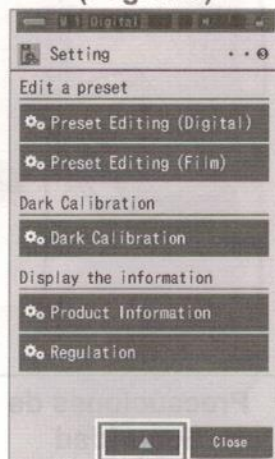 Setting
Edit a preset
Preset Editing (Digital)
Preset Editing (Film)
Dark Calibration
Dark Calibration
Display the information
Product Information
Regulation
▲ Close